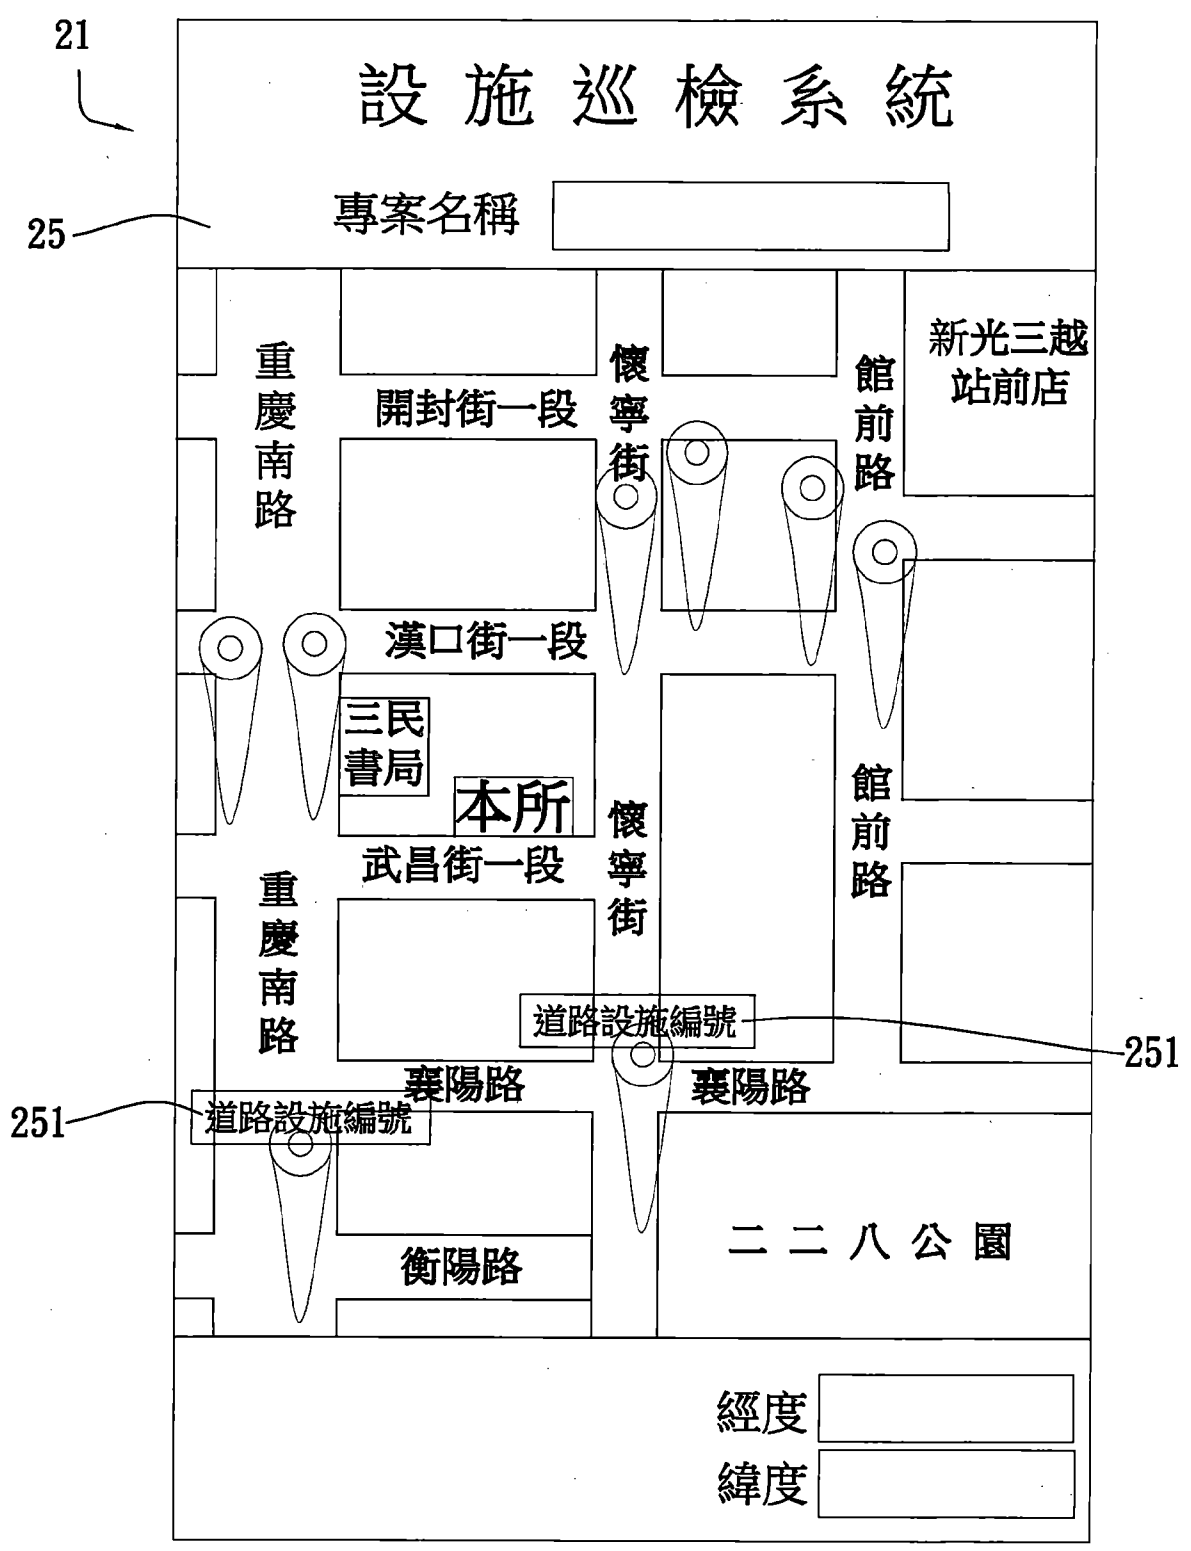 21
設施巡檢系統
25
專案名稱
新光三越
站前店
重慶南路
懷寧街
館前路
開封街一段
漢口街一段
三民
書局
本所
武昌街一段
重慶南路
懷寧街
館前路
道路設施編號
251
襄陽路
襄陽路
251
道路設施編號
二二八公園
衡陽路
經度
緯度